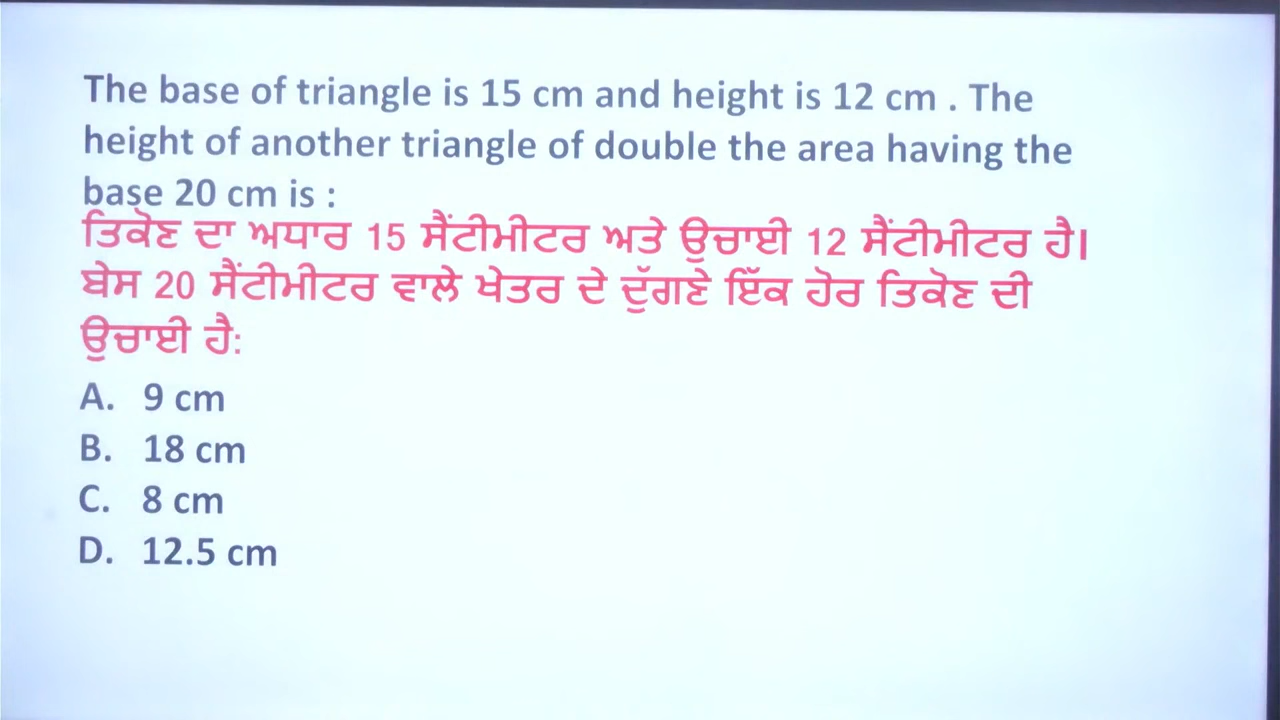 The base of triangle is 15 cm and height is 12 cm . The
height of another triangle of double the area having the
base 20 cm is :
ਤਿਕੋਣ ਦਾ ਅਧਾਰ 15 ਸੈਂਟੀਮੀਟਰ ਅਤੇ ਉਚਾਈ 12 ਸੈਂਟੀਮੀਟਰ ਹੈ।
ਬੇਸ 20 ਸੈਂਟੀਮੀਟਰ ਵਾਲੇ ਖੇਤਰ ਦੇ ਦੁੱਗਣੇ ਇੱਕ ਹੋਰ ਤਿਕੋਣ ਦੀ
ਉਚਾਈ ਹੈ:
A. 9 cm
B. 18 cm
C. 8 cm
D. 12.5 cm